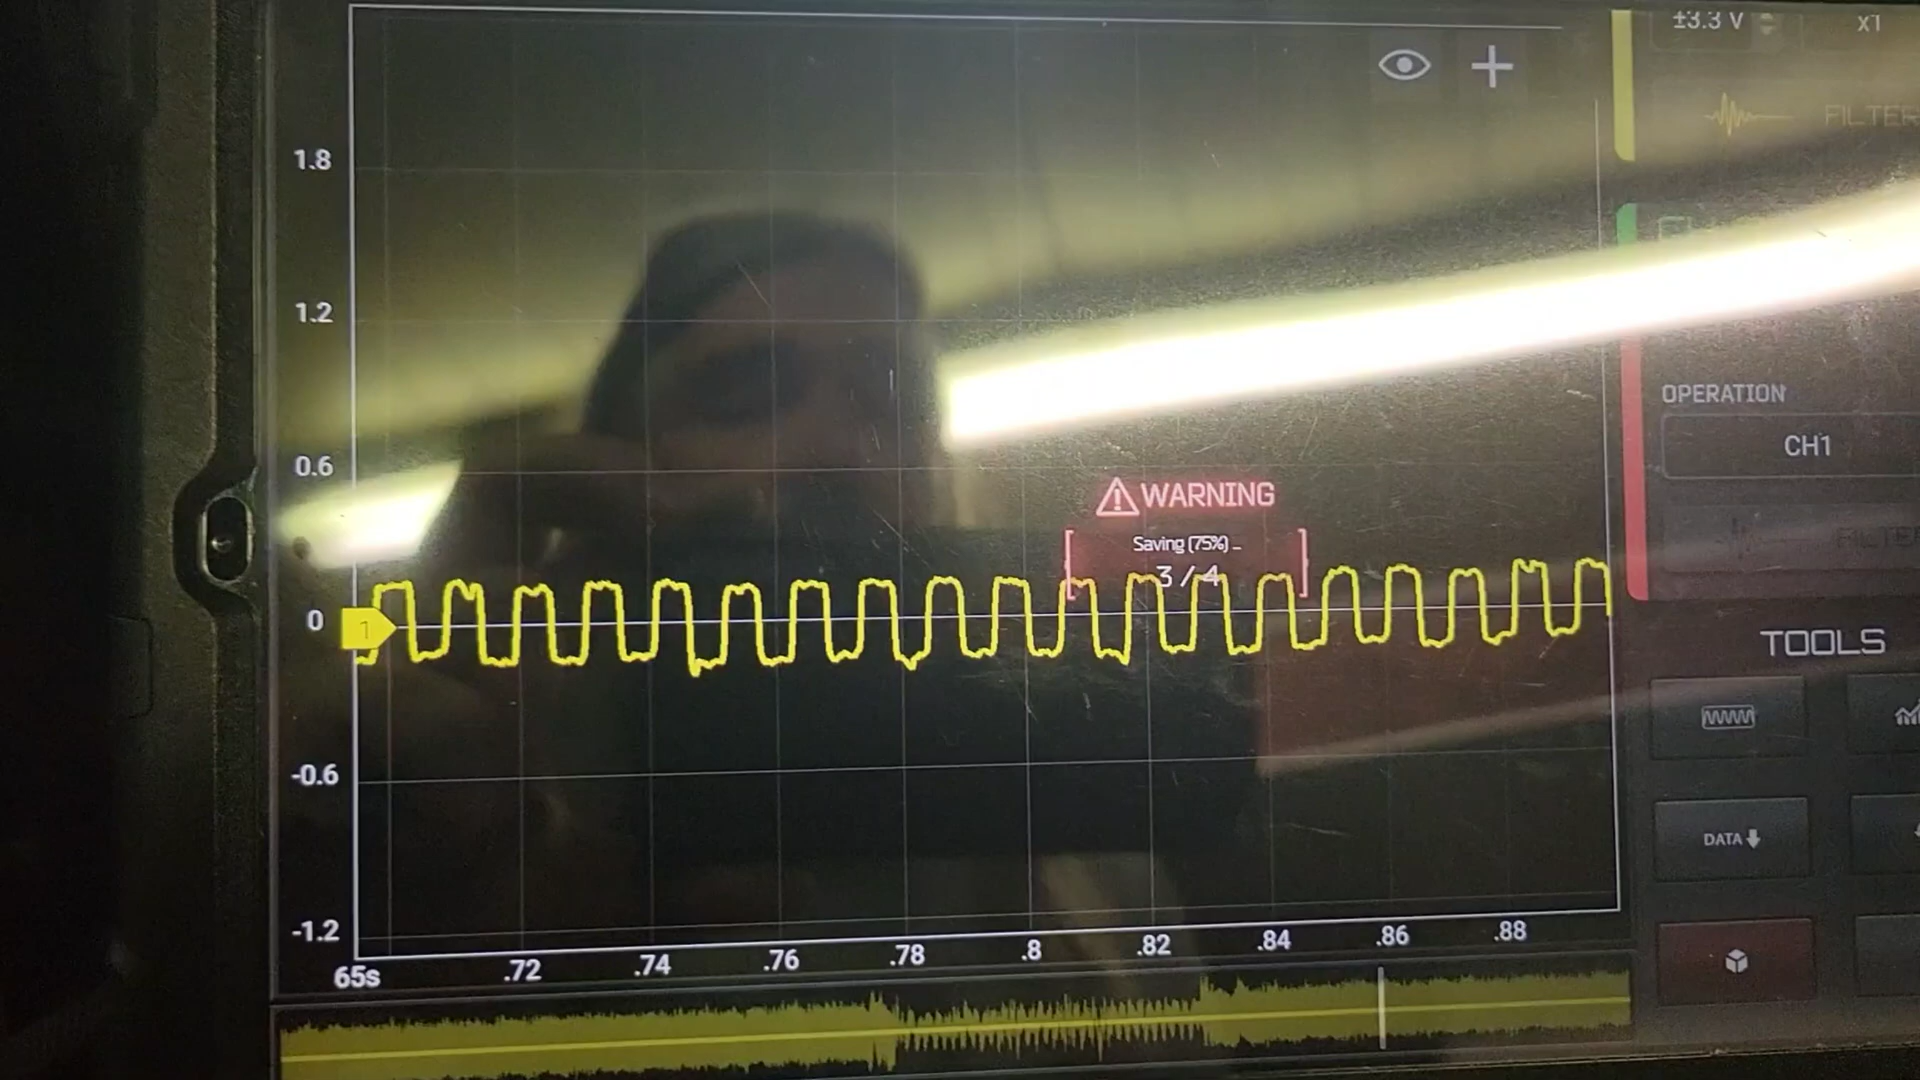 ±3.3 V x1
FILTER
1.8
1.2
0.6
0
-0.6
-1.2
1
WARNING
Saving (75%) ...
3 / 4
OPERATION
CH1
FILTE
TOOLS
DATA
65s .72 .74 .76 .78 .8 .82 .84 .86 .88